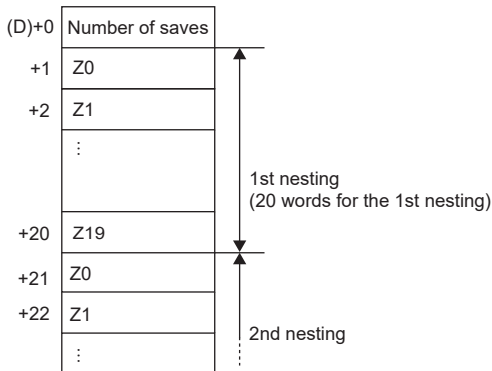 (D)+0 Number of saves
+1 Z0
+2 Z1
⋮
1st nesting
(20 words for the 1st nesting)
+20 Z19
+21 Z0
+22 Z1
2nd nesting
⋮